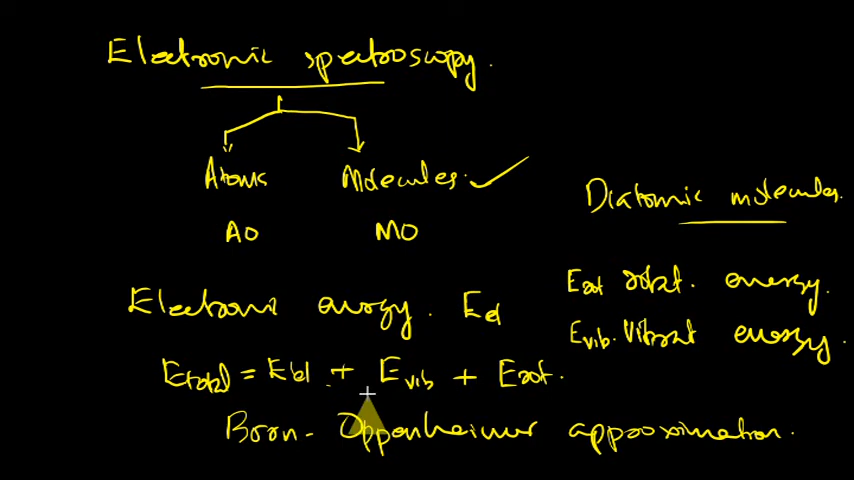 Electronic spectroscopy.
Atoms Molecules.
AO MO
Diatomic molecules.
Electronic energy. Eel
Erot rotat. energy.
Evib. Vibrat energy.
Etotal = Eel + Evib + Erot.
Born-Oppenheimer approximation.